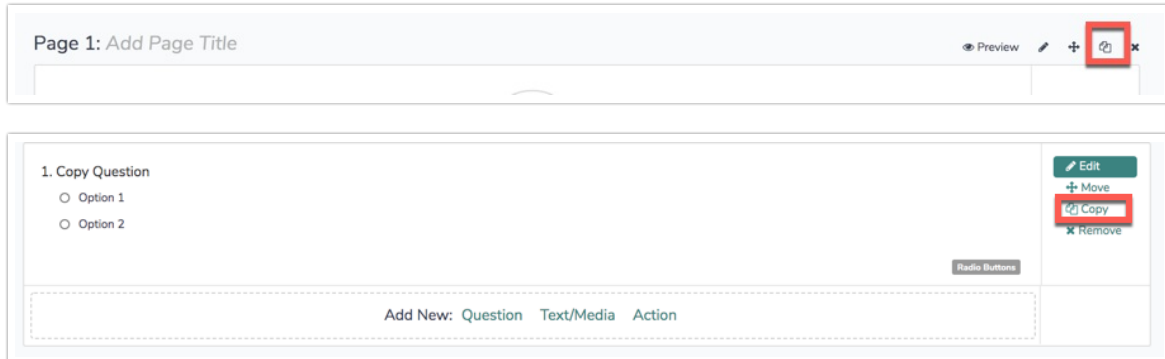 Page 1: Add Page Title
Preview
1. Copy Question
Option 1
Option 2
Edit
Move
Copy
Remove
Radio Buttons
Add New: Question Text/Media Action